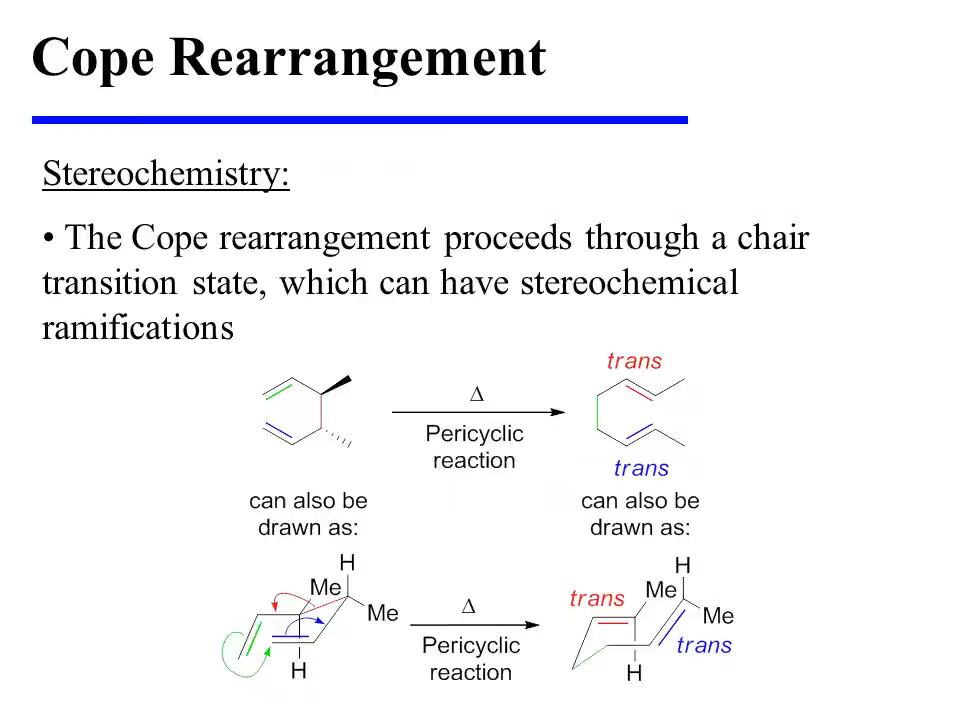 Cope Rearrangement
Stereochemistry:
• The Cope rearrangement proceeds through a chair
transition state, which can have stereochemical
ramifications
trans
Δ
Pericyclic
reaction
trans
can also be
drawn as:
can also be
drawn as:
H
Me
Me
H
Δ
Pericyclic
reaction
H
trans
Me
Me
trans
H